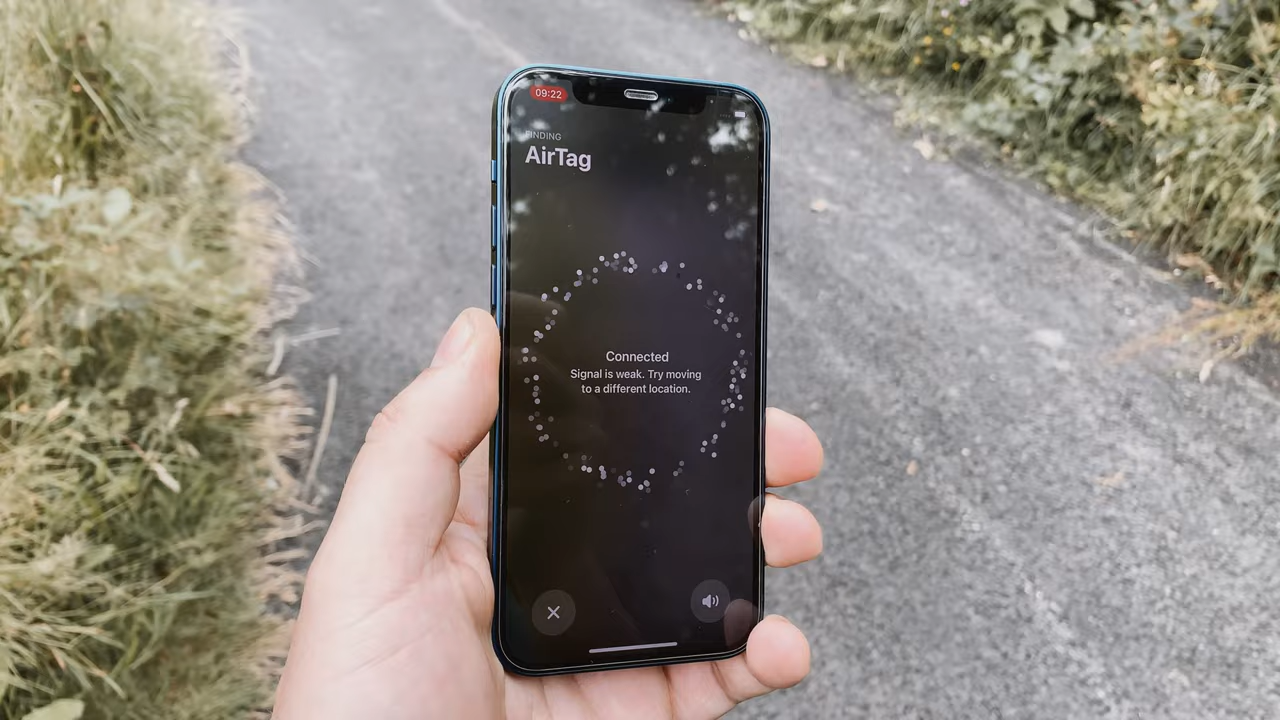 09:22
FINDING
AirTag
Connected
Signal is weak. Try moving
to a different location.